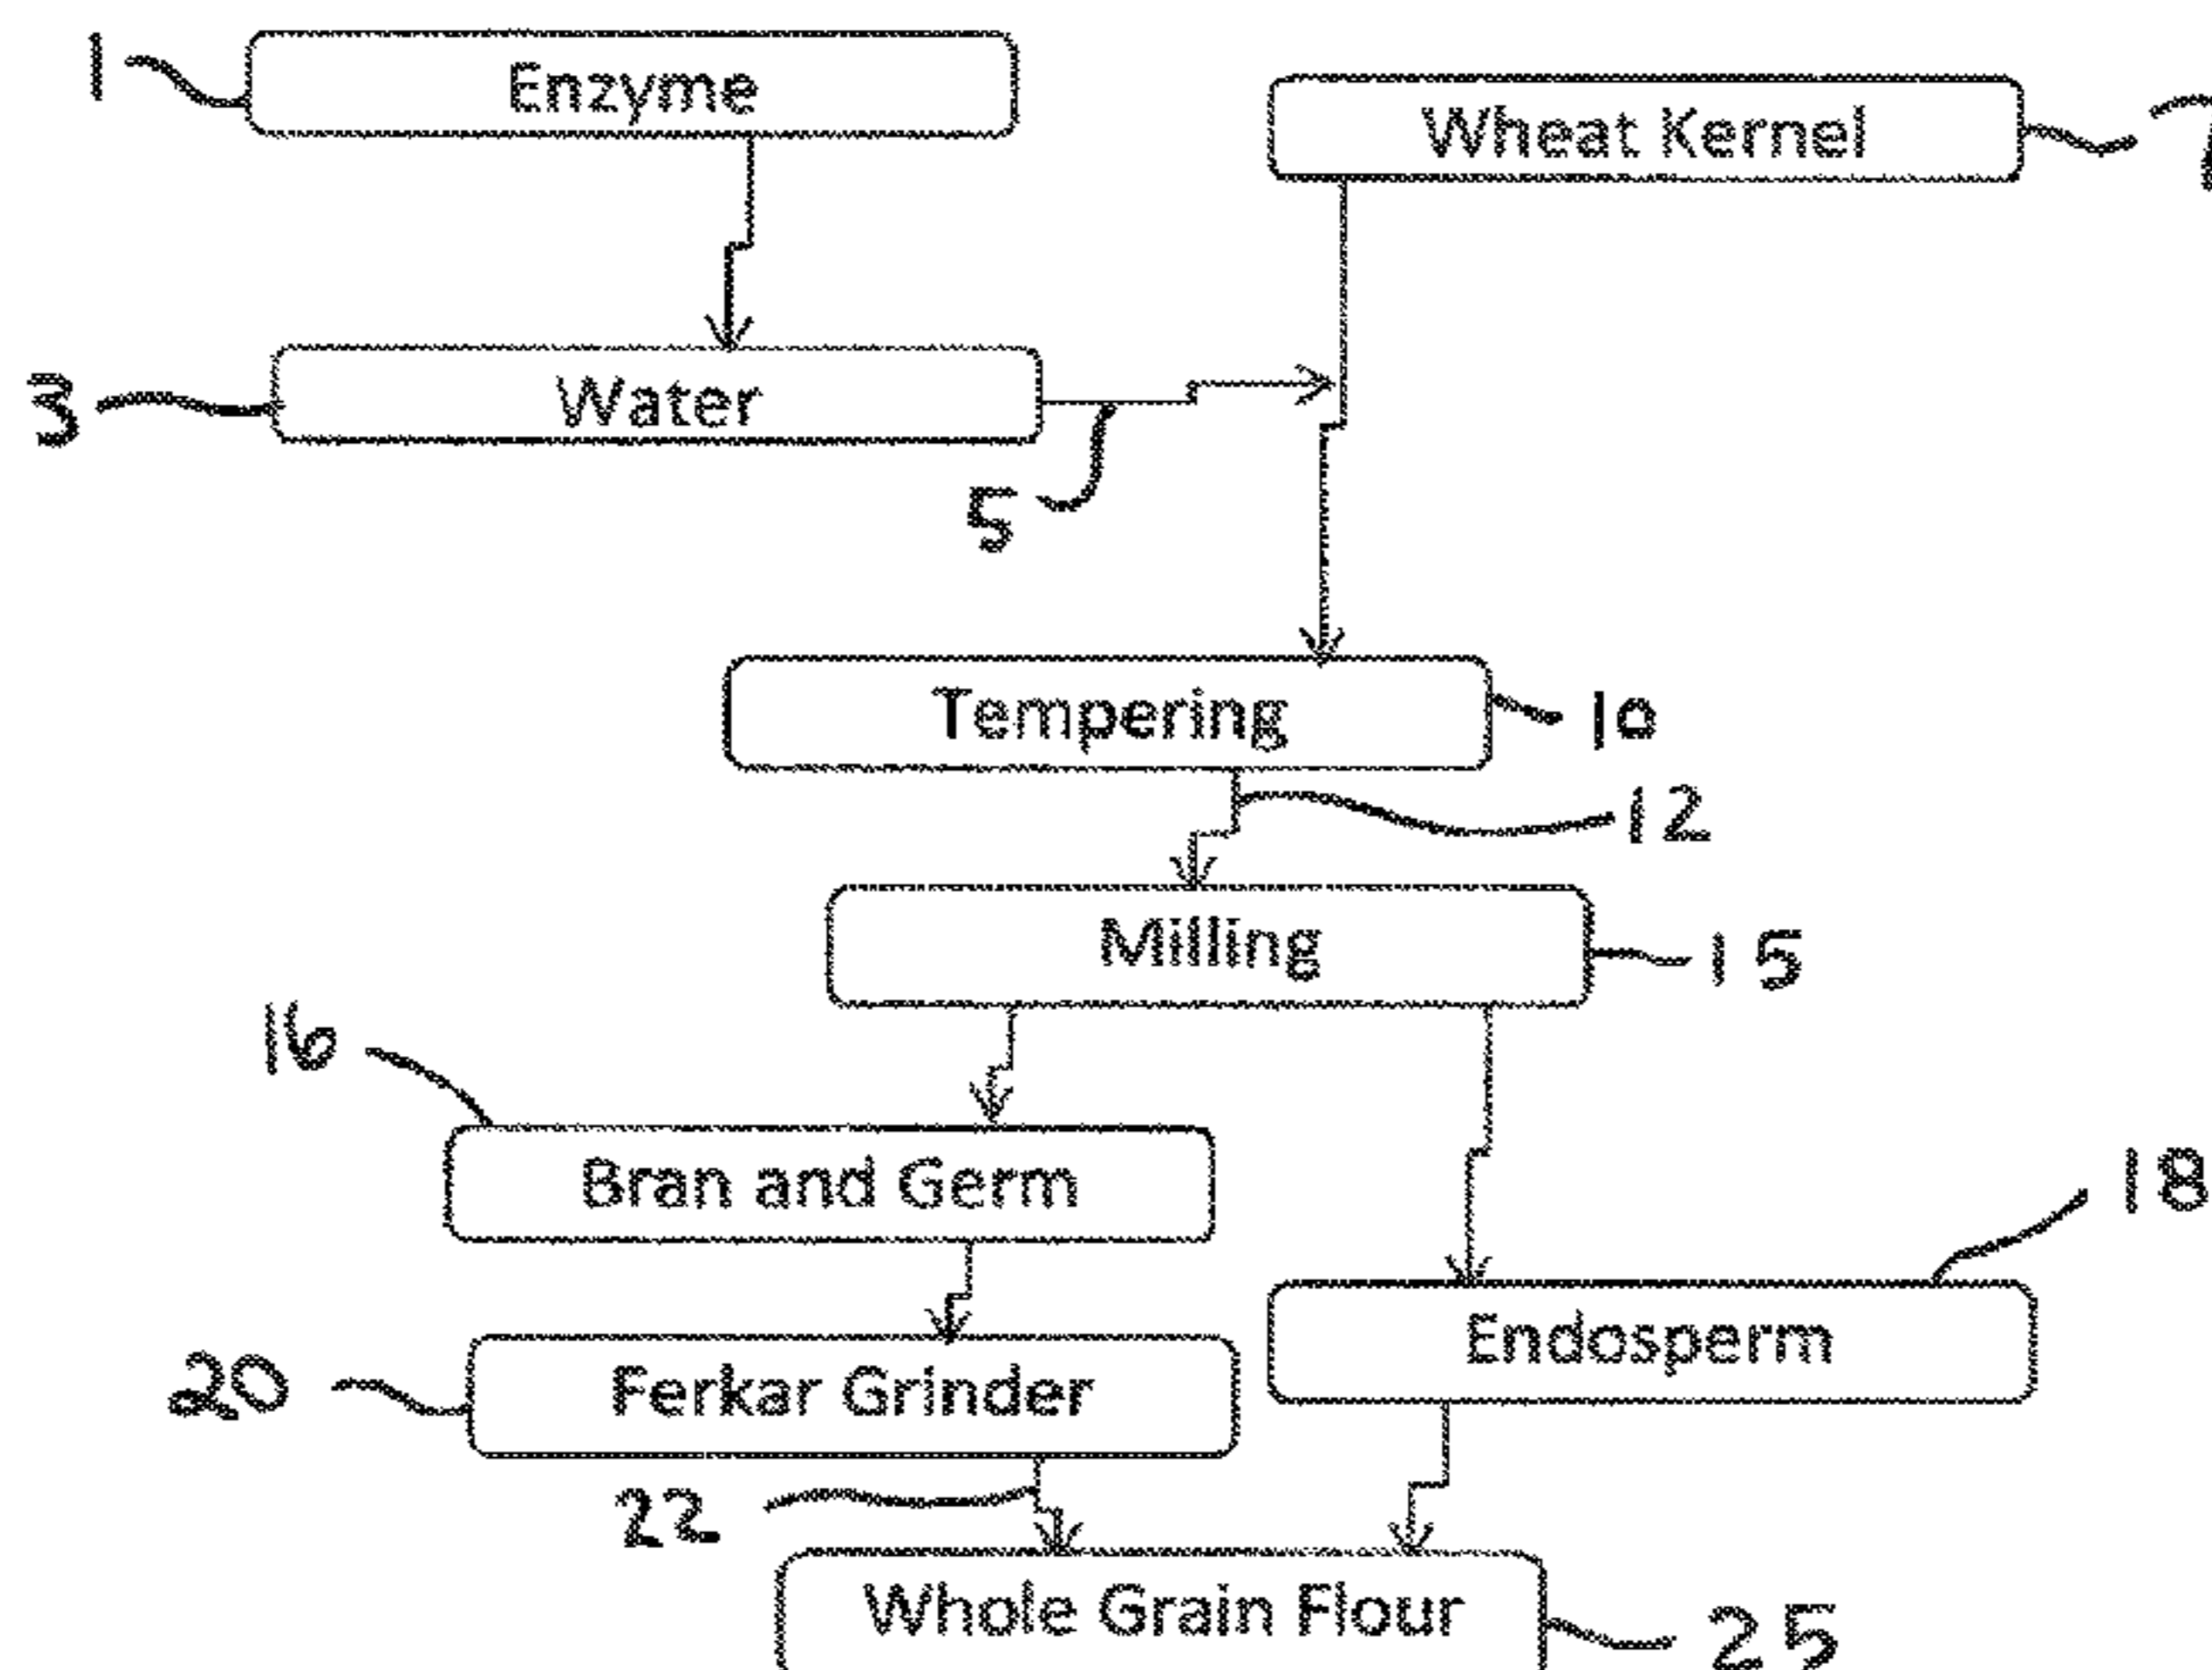 1
Enzyme
Wheat Kernel
3
Water
5
Tempering
10
12
Milling
15
16
Bran and Germ
18
Endosperm
20
Ferkar Grinder
22
Whole Grain Flour
25